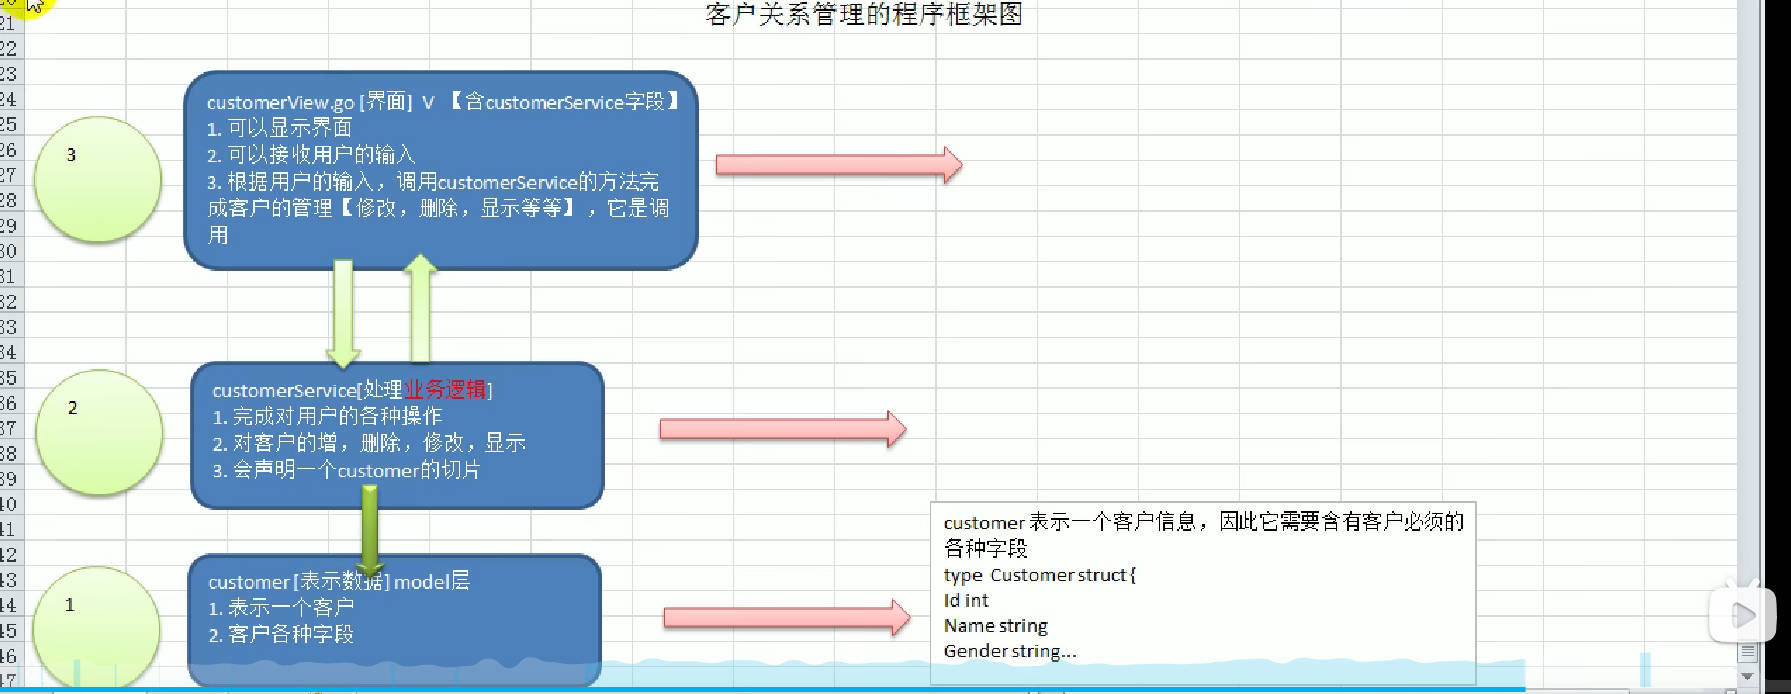 客户关系管理的程序框架图
21
22
23
24
25
26
27
28
29
30
31
32
33
34
35
36
37
38
39
40
41
42
43
44
45
46
47
3
customerView.go [界面] V 【含customerService字段】
1. 可以显示界面
2. 可以接收用户的输入
3. 根据用户的输入，调用customerService的方法完
成客户的管理【修改，删除，显示等等】，它是调
用
2
customerService[处理业务逻辑]
1. 完成对用户的各种操作
2. 对客户的增，删除，修改，显示
3. 会声明一个customer的切片
1
customer [表示数据] model层
1. 表示一个客户
2. 客户各种字段
customer 表示一个客户信息，因此它需要含有客户必须的
各种字段
type Customer struct {
Id int
Name string
Gender string...